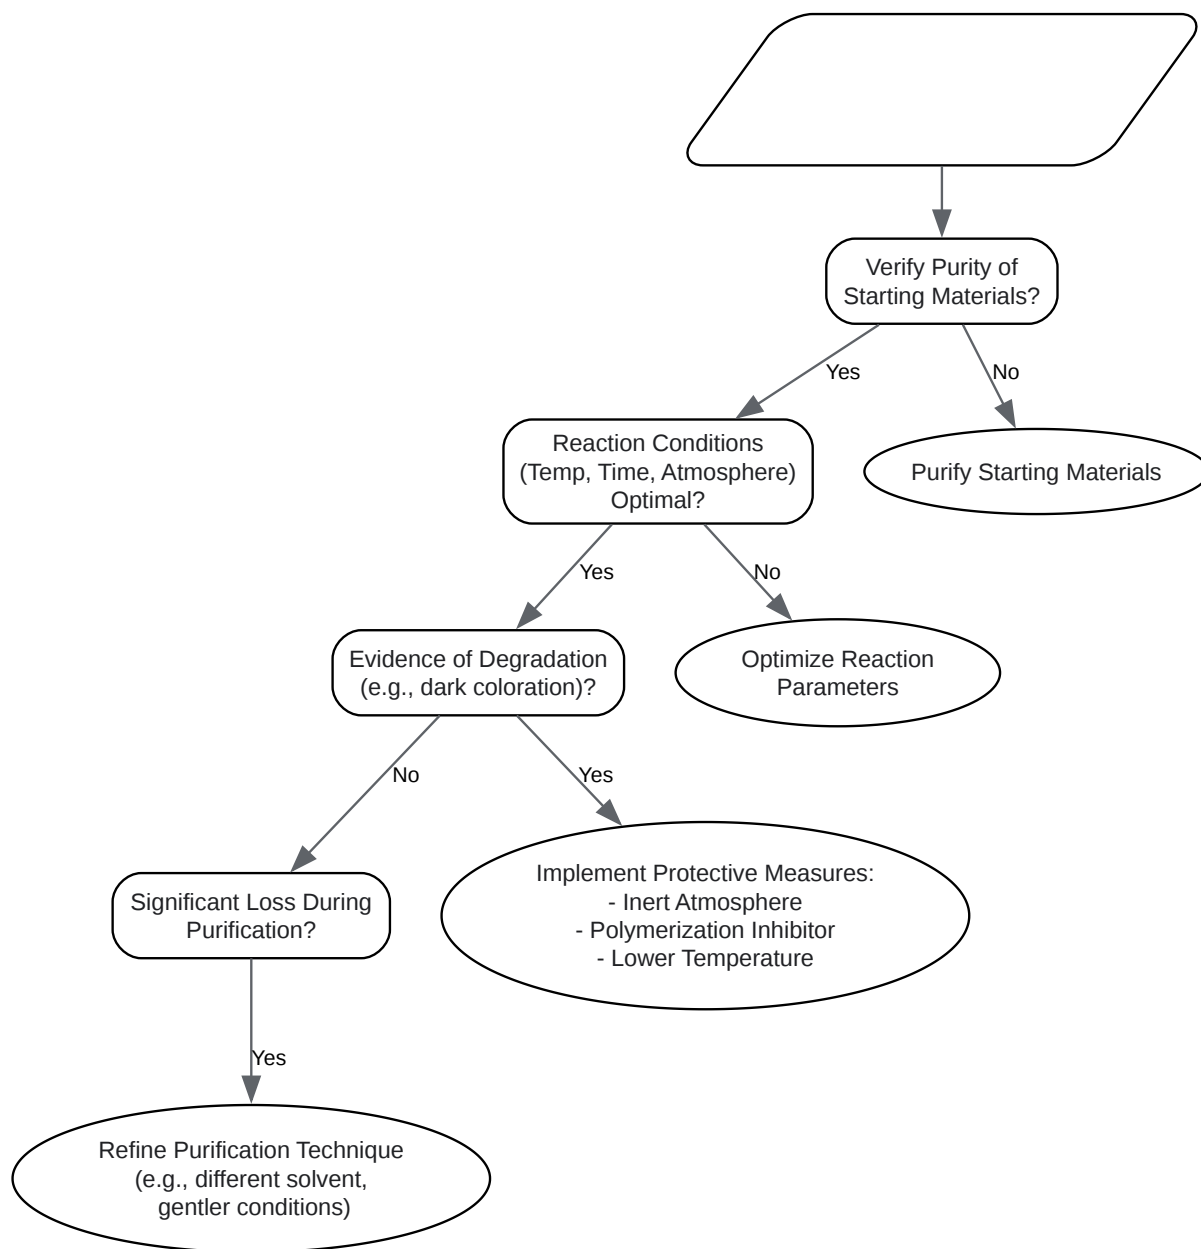 Verify Purity of
Starting Materials?
Yes
No
Reaction Conditions
(Temp, Time, Atmosphere)
Optimal?
Purify Starting Materials
Yes
No
Evidence of Degradation
(e.g., dark coloration)?
Optimize Reaction
Parameters
No
Yes
Significant Loss During
Purification?
Implement Protective Measures:
- Inert Atmosphere
- Polymerization Inhibitor
- Lower Temperature
Yes
Refine Purification Technique
(e.g., different solvent,
gentler conditions)